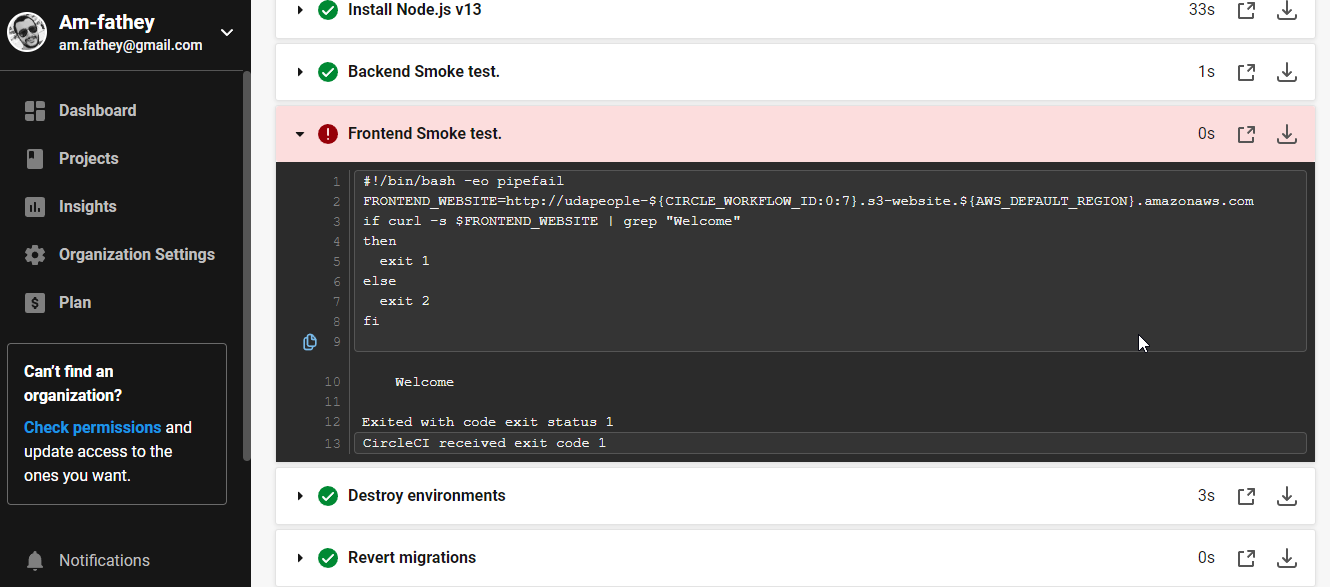 Am-fathey
am.fathey@gmail.com
Dashboard
Projects
Insights
Organization Settings
$ Plan
Can't find an
organization?
Check permissions and
update access to the
ones you want.
Notifications
Install Node.js v13 33s
Backend Smoke test. 1s
! Frontend Smoke test. 0s
1 #!/bin/bash -eo pipefail
2 FRONTEND_WEBSITE=http://udapeople-${CIRCLE_WORKFLOW_ID:0:7}.s3-website.${AWS_DEFAULT_REGION}.amazonaws.com
3 if curl -s $FRONTEND_WEBSITE | grep "Welcome"
4 then
5 exit 1
6 else
7 exit 2
8 fi
9
10 Welcome
11
12 Exited with code exit status 1
13 CircleCI received exit code 1
Destroy environments 3s
Revert migrations 0s